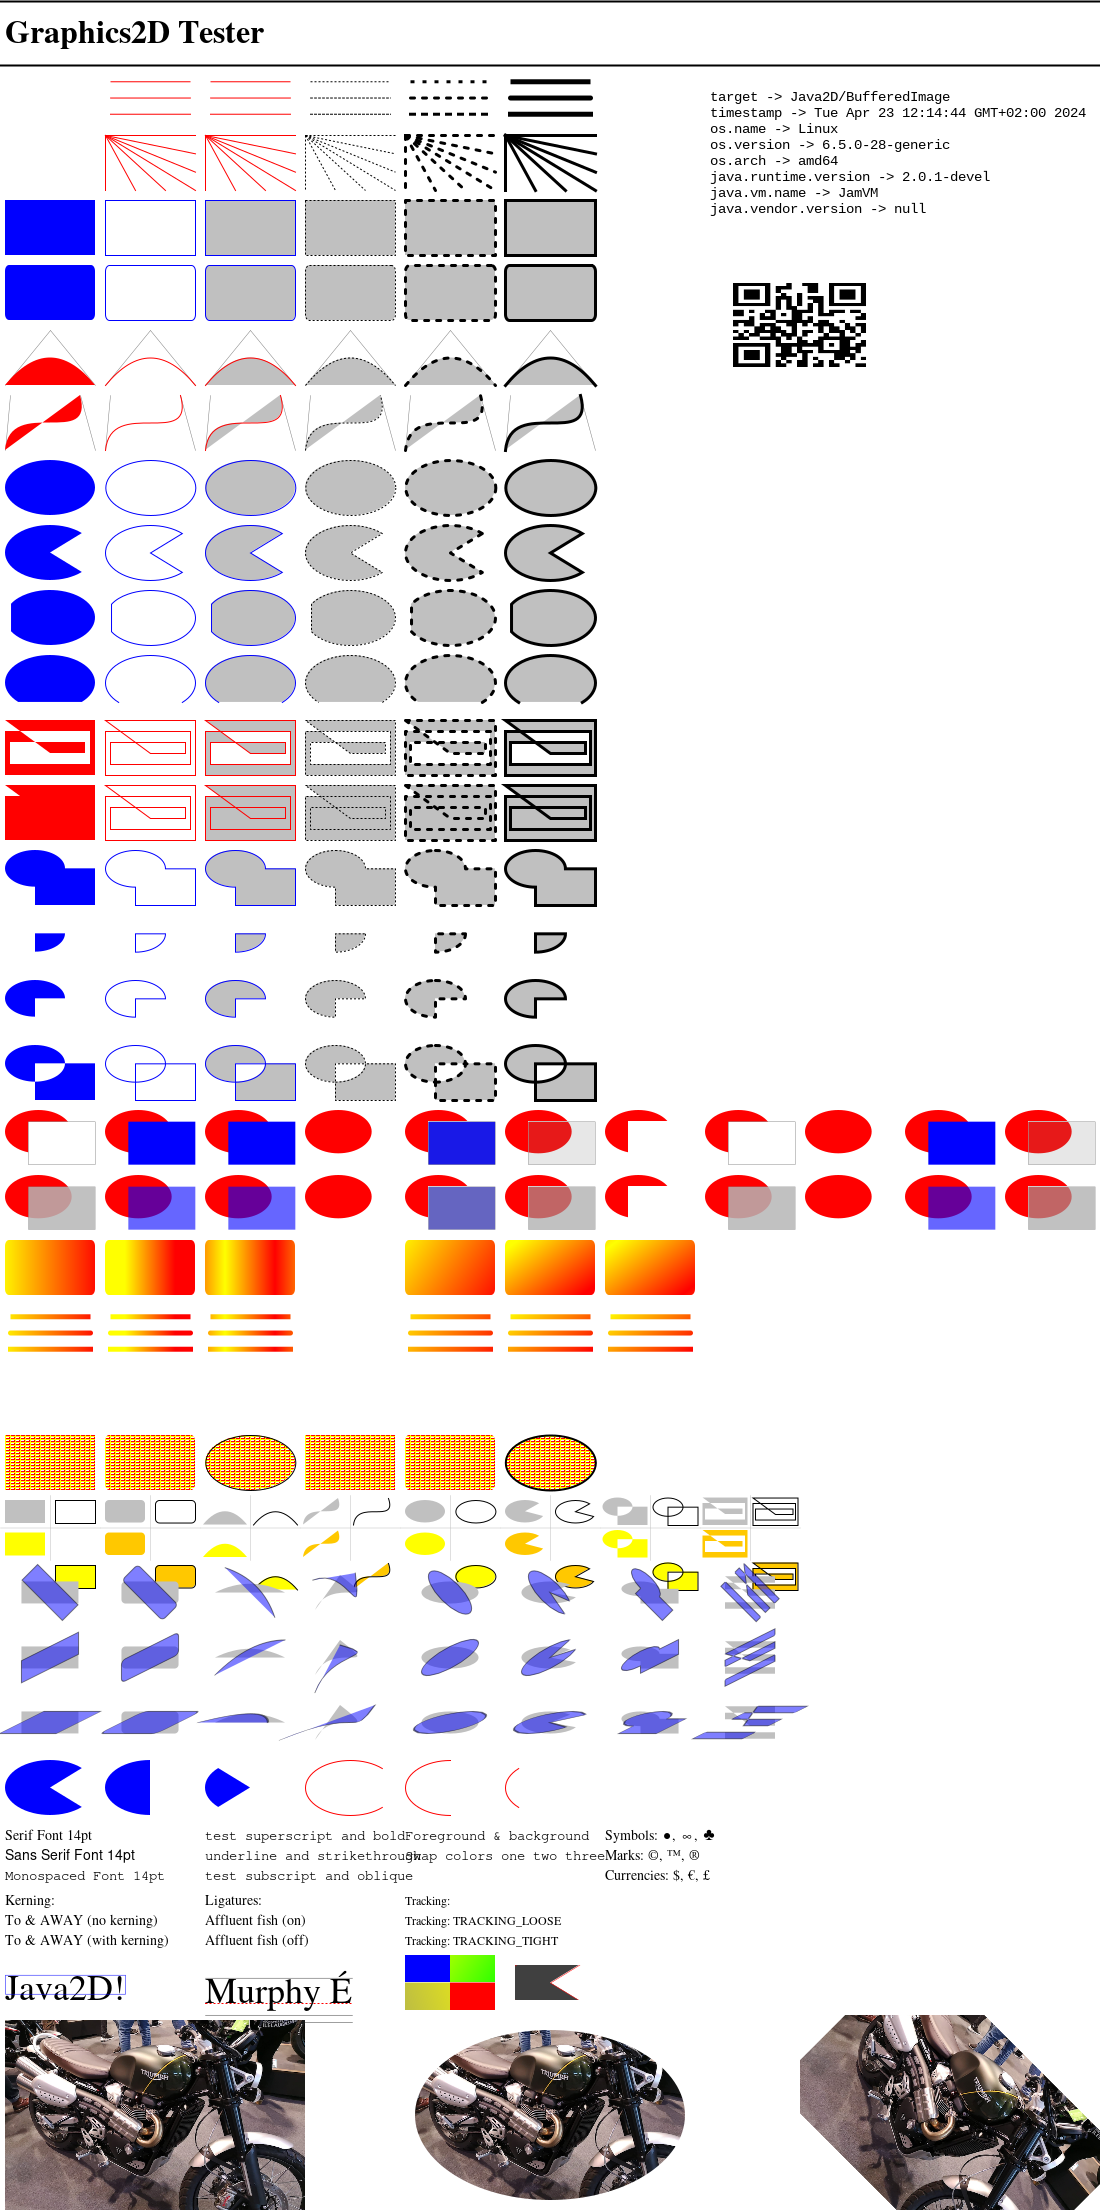 Graphics2D Tester
target -> Java2D/BufferedImage
timestamp -> Tue Apr 23 12:14:44 GMT+02:00 2024
os.name -> Linux
os.version -> 6.5.0-28-generic
os.arch -> amd64
java.runtime.version -> 2.0.1-devel
java.vm.name -> JamVM
java.vendor.version -> null
Serif Font 14pt
Sans Serif Font 14pt
Monospaced Font 14pt
test superscript and bold
underline and strikethrough
test subscript and oblique
Foreground & background
Swap colors one two three
Symbols: ●, ∞, ♣
Marks: ©, ™, ®
Currencies: $, €, £
Kerning:
To & AWAY (no kerning)
To & AWAY (with kerning)
Ligatures:
Affluent fish (on)
Affluent fish (off)
Tracking:
Tracking: TRACKING_LOOSE
Tracking: TRACKING_TIGHT
Java2D!
Murphy É
TRIUMPH
TRIUMPH
TRIUMPH